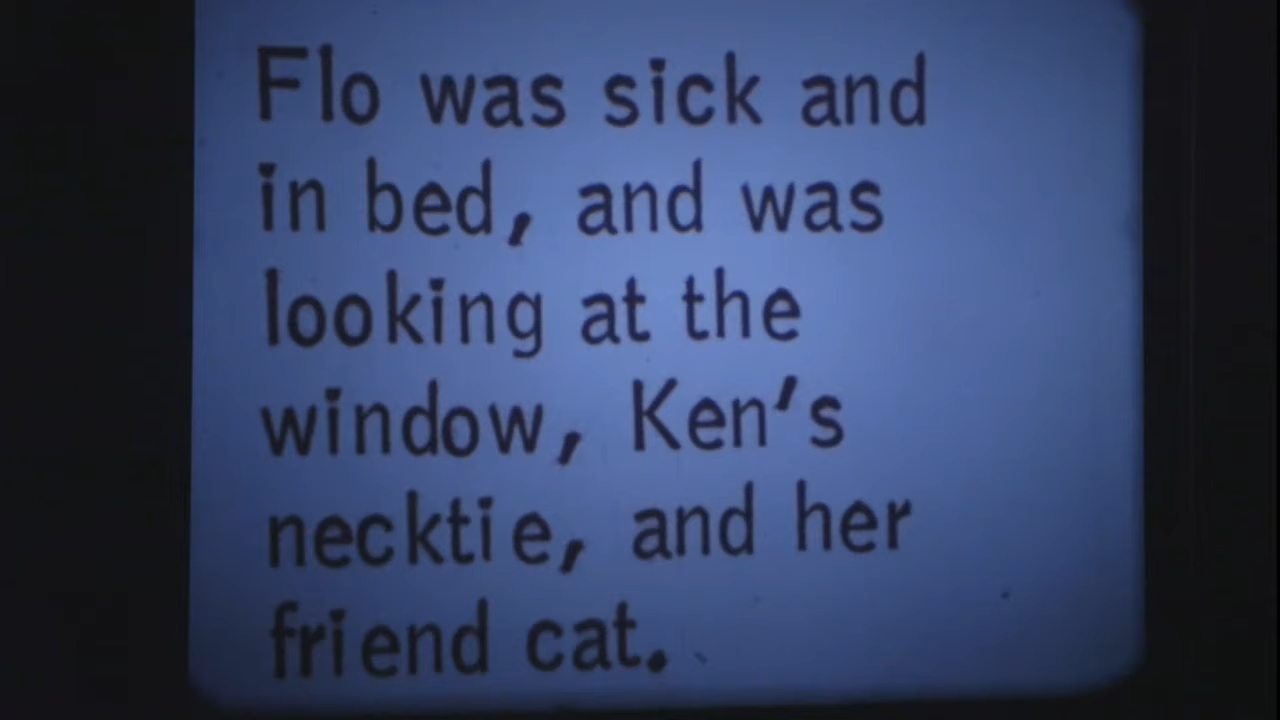 Flo was sick and
in bed, and was
looking at the
window, Ken's
necktie, and her
friend cat.